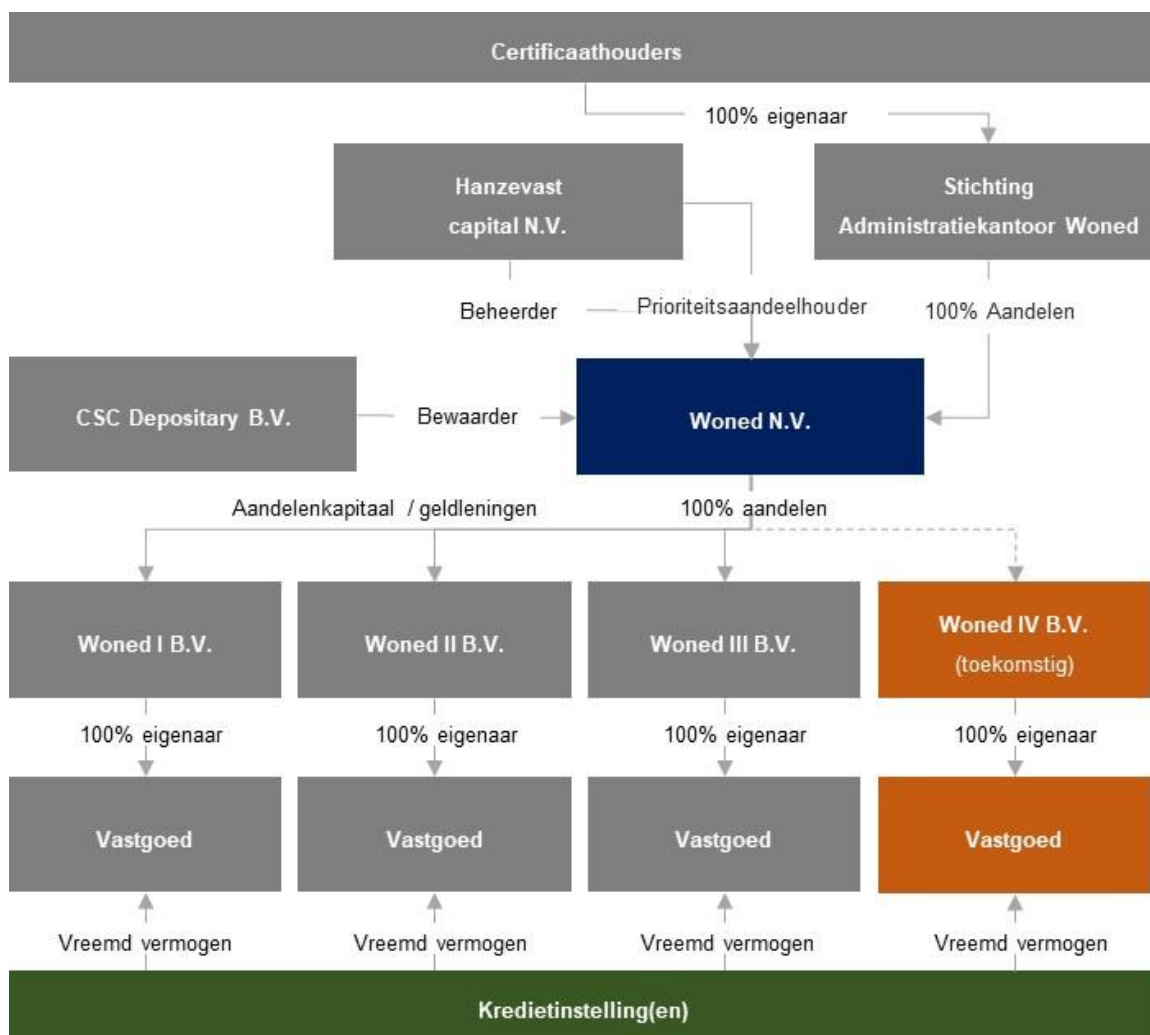 Certificaathouders
100% eigenaar
Hanzevast
capital N.V.
Stichting
Administratiekantoor Woned
Beheerder
Prioriteitsaandeelhouder
100% Aandelen
CSC Depositary B.V.
Bewaarder
Woned N.V.
Aandelenkapitaal / geldleningen
100% aandelen
Woned I B.V.
Woned II B.V.
Woned III B.V.
Woned IV B.V.
(toekomstig)
100% eigenaar
100% eigenaar
100% eigenaar
100% eigenaar
Vastgoed
Vastgoed
Vastgoed
Vastgoed
Vreemd vermogen
Vreemd vermogen
Vreemd vermogen
Vreemd vermogen
Kredietinstelling(en)